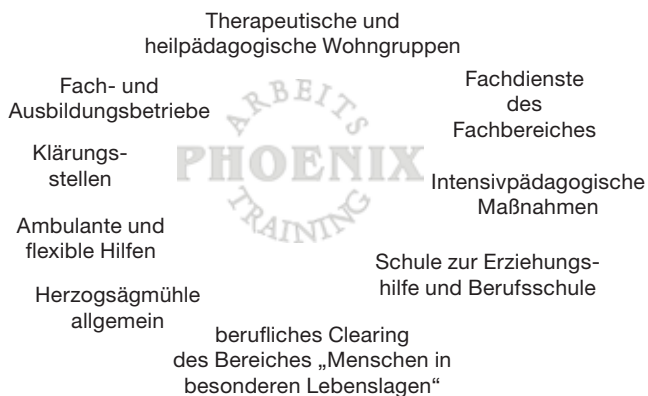 Therapeutische und
heilpädagogische Wohngruppen
Fach- und
Ausbildungsbetriebe
Fachdienste
des
Fachbereiches
ARBEITS
PHOENIX
TRAINING
Klärungs-
stellen
Intensivpädagogische
Maßnahmen
Ambulante und
flexible Hilfen
Schule zur Erziehungs-
hilfe und Berufsschule
Herzogsägmühle
allgemein
berufliches Clearing
des Bereiches „Menschen in
besonderen Lebenslagen“